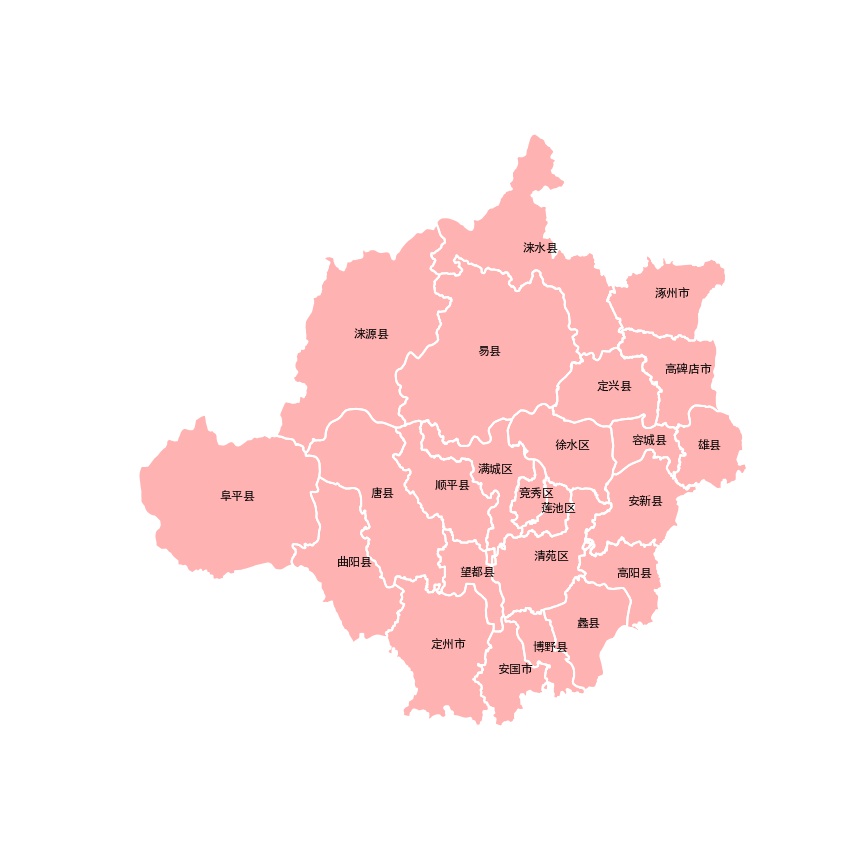 涞水县
涿州市
涞源县
易县
高碑店市
定兴县
容城县
徐水区
雄县
满城区
顺平县
唐县
竞秀区
阜平县
安新县
莲池区
清苑区
曲阳县
望都县
高阳县
蠡县
定州市
博野县
安国市